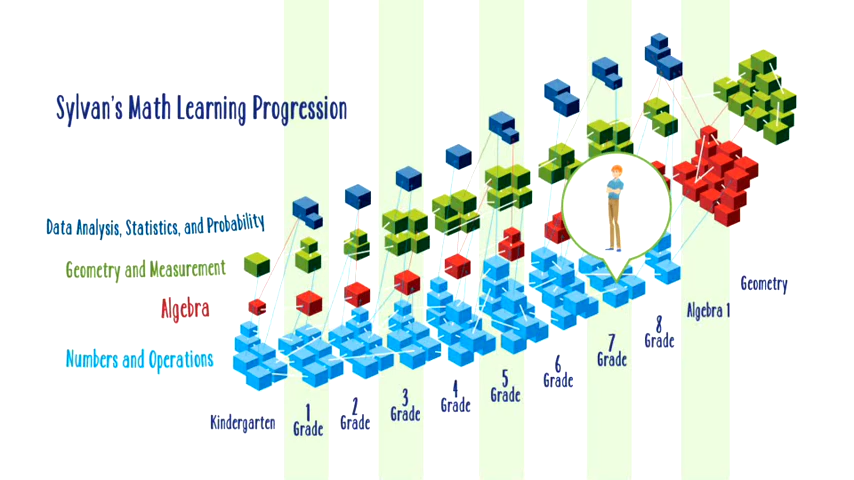 Sylvan's Math Learning Progression
Data Analysis, Statistics, and Probability
Geometry and Measurement
Algebra
Numbers and Operations
Kindergarten
1
Grade
2
Grade
3
Grade
4
Grade
5
Grade
6
Grade
7
Grade
8
Grade
Algebra 1
Geometry